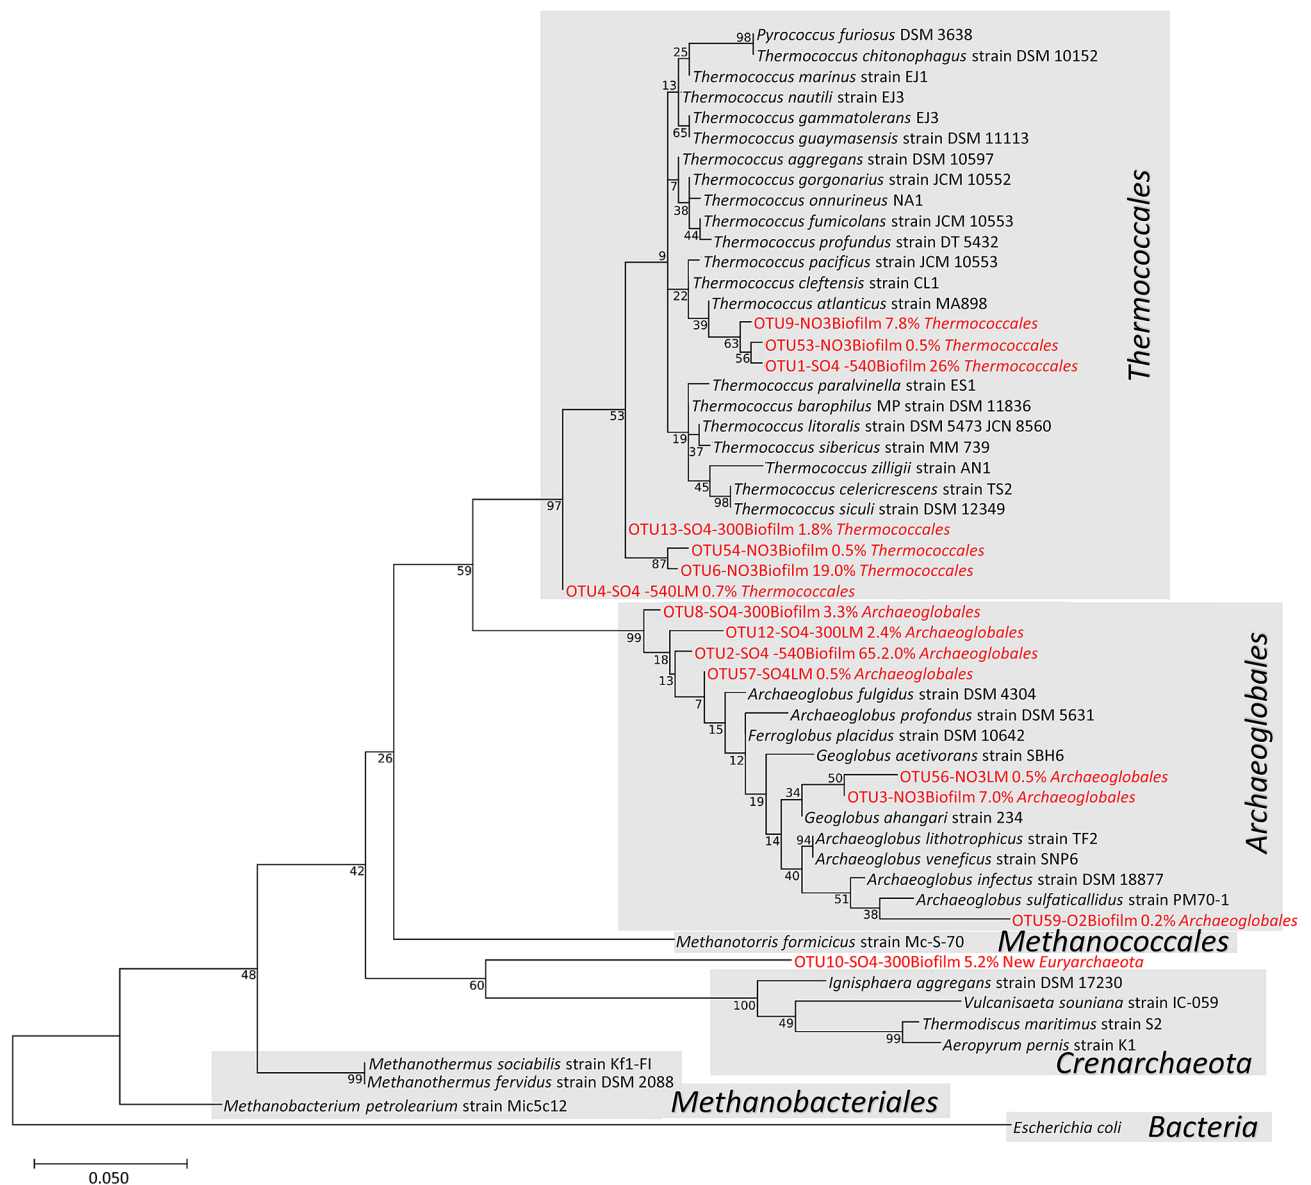 98 Pyrococcus furiosus DSM 3638
25 Thermococcus chitonophagus strain DSM 10152
Thermococcus marinus strain EJ1
13 Thermococcus nautili strain EJ3
Thermococcus gammatolerans EJ3
65 Thermococcus guaymasensis strain DSM 11113
Thermococcus aggregans strain DSM 10597
7 Thermococcus gorgonarius strain JCM 10552
Thermococcus onnurineus NA1
38 Thermococcus fumicolans strain JCM 10553
44 Thermococcus profundus strain DT 5432
9 Thermococcus pacificus strain JCM 10553
Thermococcus cleftensis strain CL1
22 Thermococcus atlanticus strain MA898
39 OTU9-NO3Biofilm 7.8% Thermococcales
63 OTU53-NO3Biofilm 0.5% Thermococcales
56 OTU1-SO4 -540Biofilm 26% Thermococcales
Thermococcus paralvinella strain ES1
Thermococcus barophilus MP strain DSM 11836
53 Thermococcus litoralis strain DSM 5473 JCN 8560
19 37 Thermococcus sibericus strain MM 739
Thermococcus zilligii strain AN1
45 Thermococcus celericrescens strain TS2
98 Thermococcus siculi strain DSM 12349
97 OTU13-SO4-300Biofilm 1.8% Thermococcales
OTU54-NO3Biofilm 0.5% Thermococcales
87 OTU6-NO3Biofilm 19.0% Thermococcales
59 OTU4-SO4 -540LM 0.7% Thermococcales
Thermococcales
OTU8-SO4-300Biofilm 3.3% Archaeoglobales
99 OTU12-SO4-300LM 2.4% Archaeoglobales
18 OTU2-SO4 -540Biofilm 65.2.0% Archaeoglobales
13 OTU57-SO4LM 0.5% Archaeoglobales
7 Archaeoglobus fulgidus strain DSM 4304
15 Archaeoglobus profondus strain DSM 5631
Ferroglobus placidus strain DSM 10642
26 12 Geoglobus acetivorans strain SBH6
50 OTU56-NO3LM 0.5% Archaeoglobales
19 34 OTU3-NO3Biofilm 7.0% Archaeoglobales
Geoglobus ahangari strain 234
14 94 Archaeoglobus lithotrophicus strain TF2
Archaeoglobus veneficus strain SNP6
42 40 Archaeoglobus infectus strain DSM 18877
51 Archaeoglobus sulfaticallidus strain PM70-1
38 OTU59-O2Biofilm 0.2% Archaeoglobales
Archaeoglobales
Methanotorris formicicus strain Mc-S-70 Methanococcales
48 OTU10-SO4-300Biofilm 5.2% New Euryarchaeota
60 Ignisphaera aggregans strain DSM 17230
100 Vulcanisaeta souniana strain IC-059
49 Thermodiscus maritimus strain S2
99 Aeropyrum pernis strain K1
Crenarchaeota
Methanothermus sociabilis strain Kf1-FI
99 Methanothermus fervidus strain DSM 2088
Methanobacterium petrolearium strain Mic5c12 Methanobacteriales
Escherichia coli Bacteria
0.050